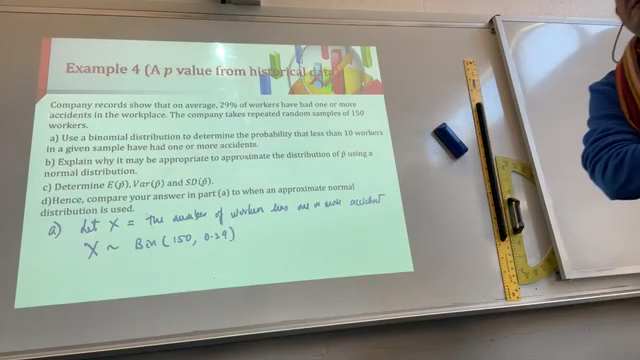 Example 4 (A p value from historical data)
Company records show that on average, 29% of workers have had one or more
accidents in the workplace. The company takes repeated random samples of 150
workers.
a) Use a binomial distribution to determine the probability that less than 10 workers
in a given sample have had one or more accidents.
b) Explain why it may be appropriate to approximate the distribution of p̂ using a
normal distribution.
c) Determine E(p̂), Var(p̂) and SD(p̂).
d)Hence, compare your answer in part (a) to when an approximate normal
distribution is used.
a) Let X = The number of workers has one or more accident
X ~ Bin(150, 0.29)